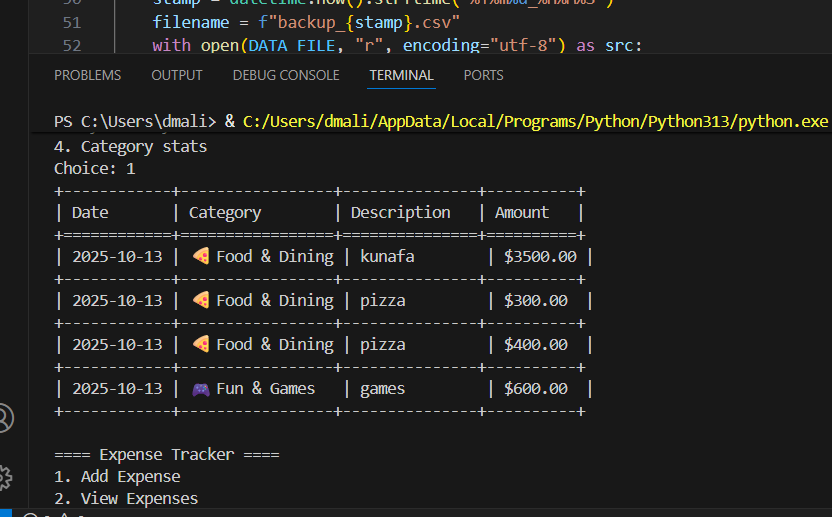 50 stamp = datetime.now().strftime("%Y%m%d_%H%M%S")
51 filename = f"backup_{stamp}.csv"
52 with open(DATA_FILE, "r", encoding="utf-8") as src:
PROBLEMS OUTPUT DEBUG CONSOLE TERMINAL PORTS
PS C:\Users\dmali> & C:/Users/dmali/AppData/Local/Programs/Python/Python313/python.exe
4. Category stats
Choice: 1
+------------+-----------------+---------------+----------+
| Date       | Category        | Description   | Amount   |
+============+=================+===============+==========+
| 2025-10-13 | 🍕 Food & Dining | kunafa        | $3500.00 |
+------------+-----------------+---------------+----------+
| 2025-10-13 | 🍕 Food & Dining | pizza         | $300.00  |
+------------+-----------------+---------------+----------+
| 2025-10-13 | 🍕 Food & Dining | pizza         | $400.00  |
+------------+-----------------+---------------+----------+
| 2025-10-13 | 🎮 Fun & Games   | games         | $600.00  |
+------------+-----------------+---------------+----------+
==== Expense Tracker ====
1. Add Expense
2. View Expenses